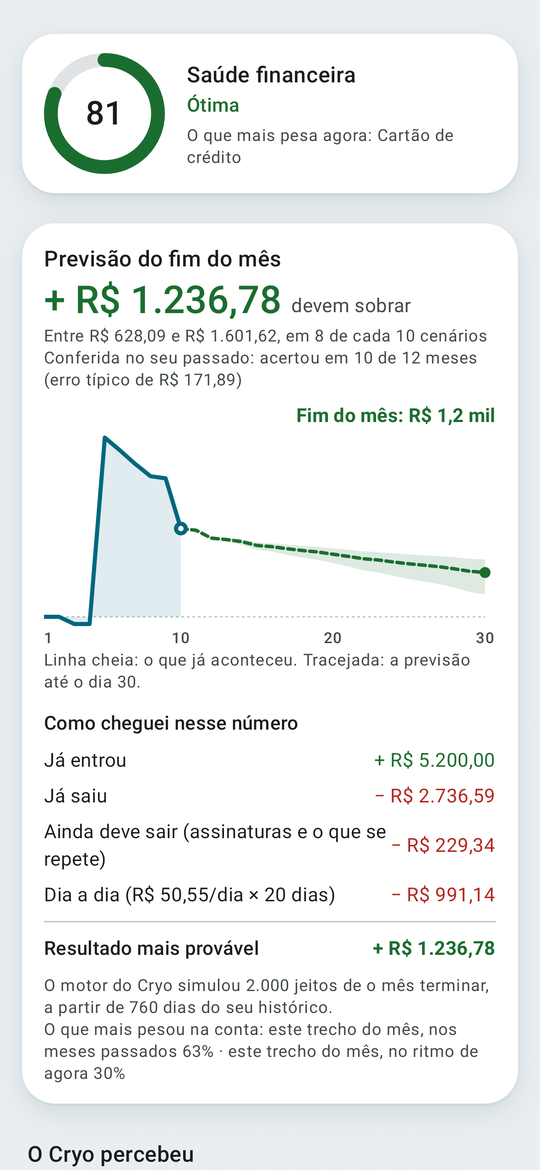 81
Saúde financeira
Ótima
O que mais pesa agora: Cartão de
crédito
Previsão do fim do mês
+ R$ 1.236,78 devem sobrar
Entre R$ 628,09 e R$ 1.601,62, em 8 de cada 10 cenários
Conferida no seu passado: acertou em 10 de 12 meses
(erro típico de R$ 171,89)
Fim do mês: R$ 1,2 mil
1 10 20 30
Linha cheia: o que já aconteceu. Tracejada: a previsão
até o dia 30.
Como cheguei nesse número
Já entrou + R$ 5.200,00
Já saiu − R$ 2.736,59
Ainda deve sair (assinaturas e o que se
repete) − R$ 229,34
Dia a dia (R$ 50,55/dia × 20 dias) − R$ 991,14
Resultado mais provável + R$ 1.236,78
O motor do Cryo simulou 2.000 jeitos de o mês terminar,
a partir de 760 dias do seu histórico.
O que mais pesou na conta: este trecho do mês, nos
meses passados 63% · este trecho do mês, no ritmo de
agora 30%
O Cryo percebeu